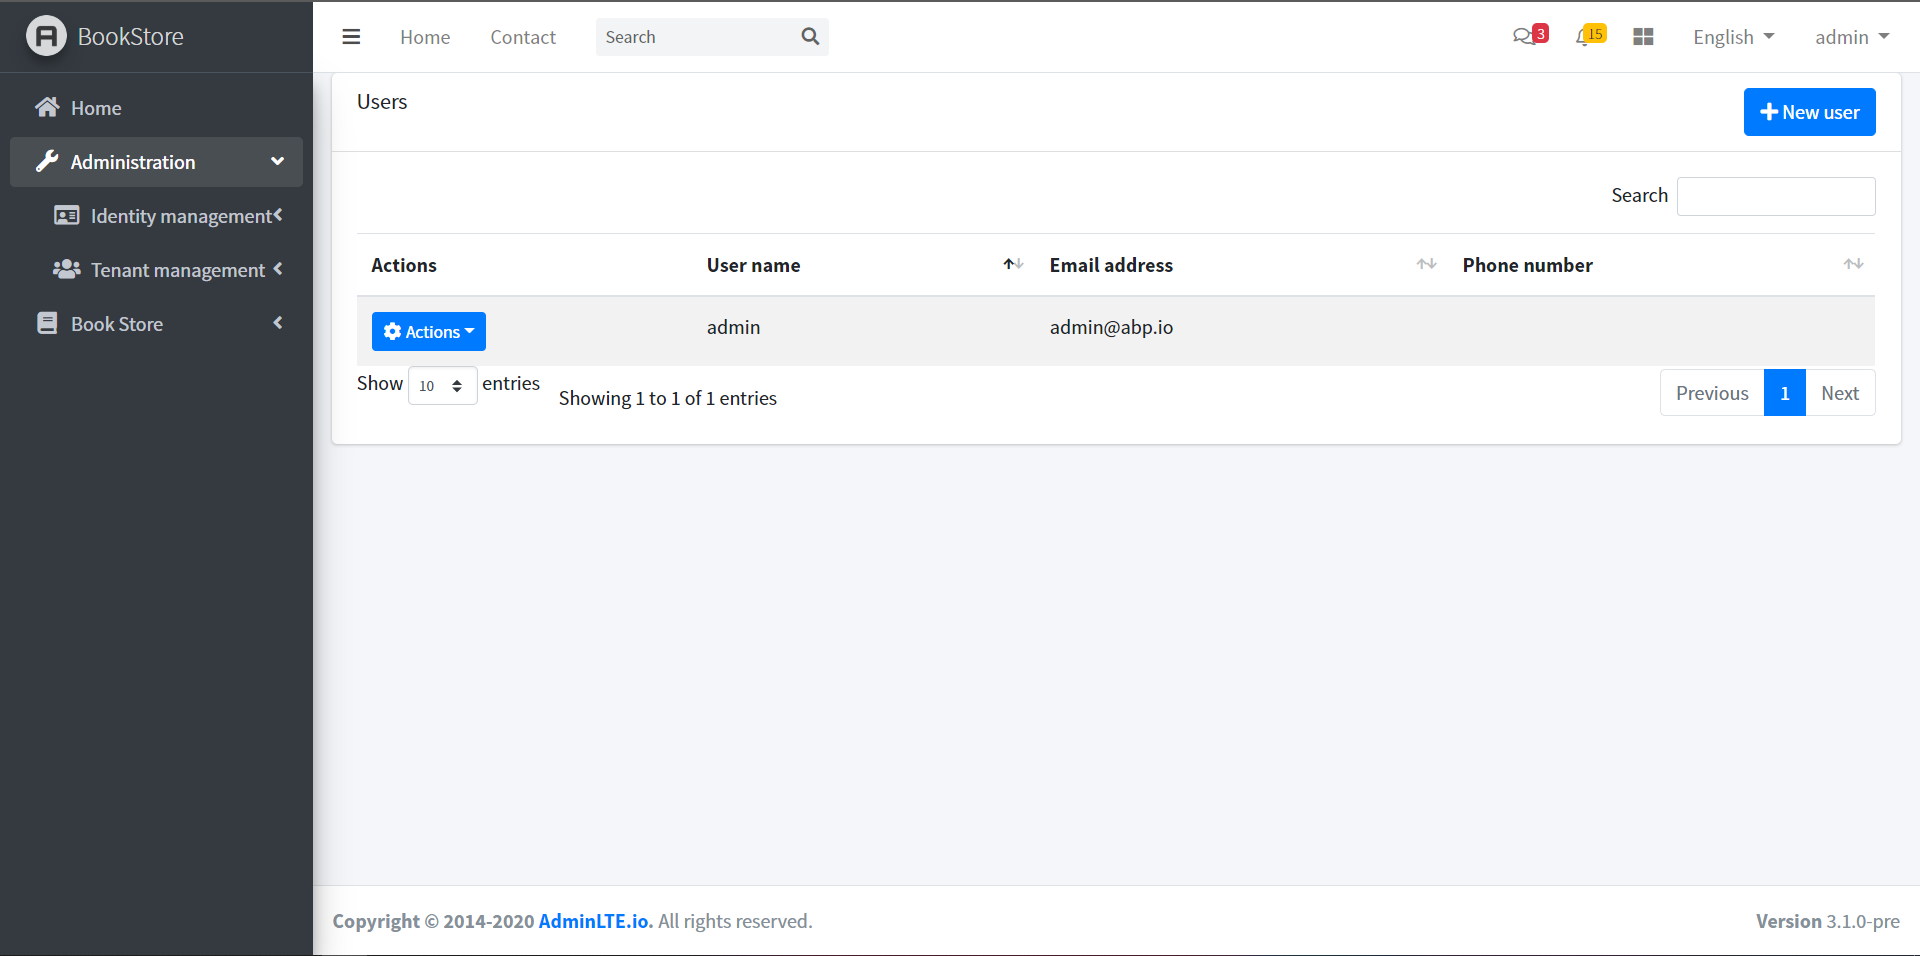 BookStore
Home
Administration
Identity management
Tenant management
Book Store
Home Contact Search 3 15 English admin
Users New user
Search
Actions User name Email address Phone number
Actions admin admin@abp.io
Show 10 entries Showing 1 to 1 of 1 entries Previous 1 Next
Copyright © 2014-2020 AdminLTE.io. All rights reserved. Version 3.1.0-pre